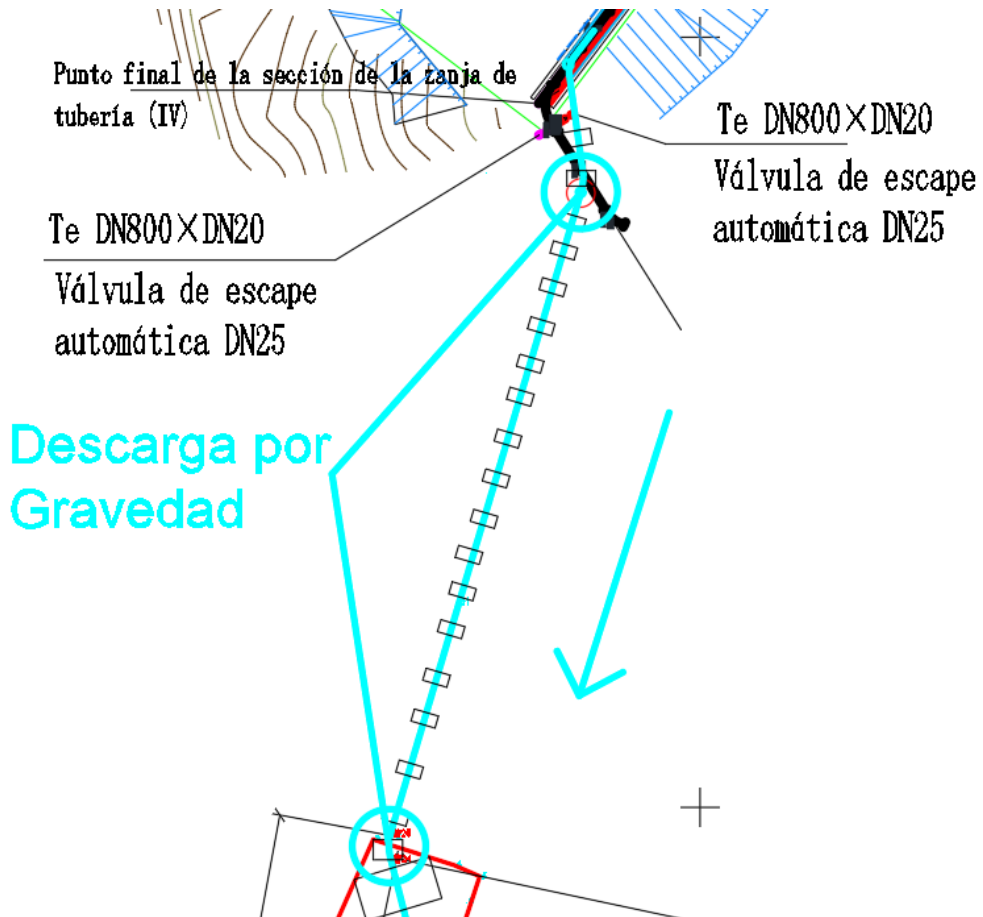 Punto final de la sección de la zanja de
tubería (IV)
Te DN800×DN20
Válvula de escape
automática DN25
Te DN800×DN20
Válvula de escape
automática DN25
Descarga por
Gravedad